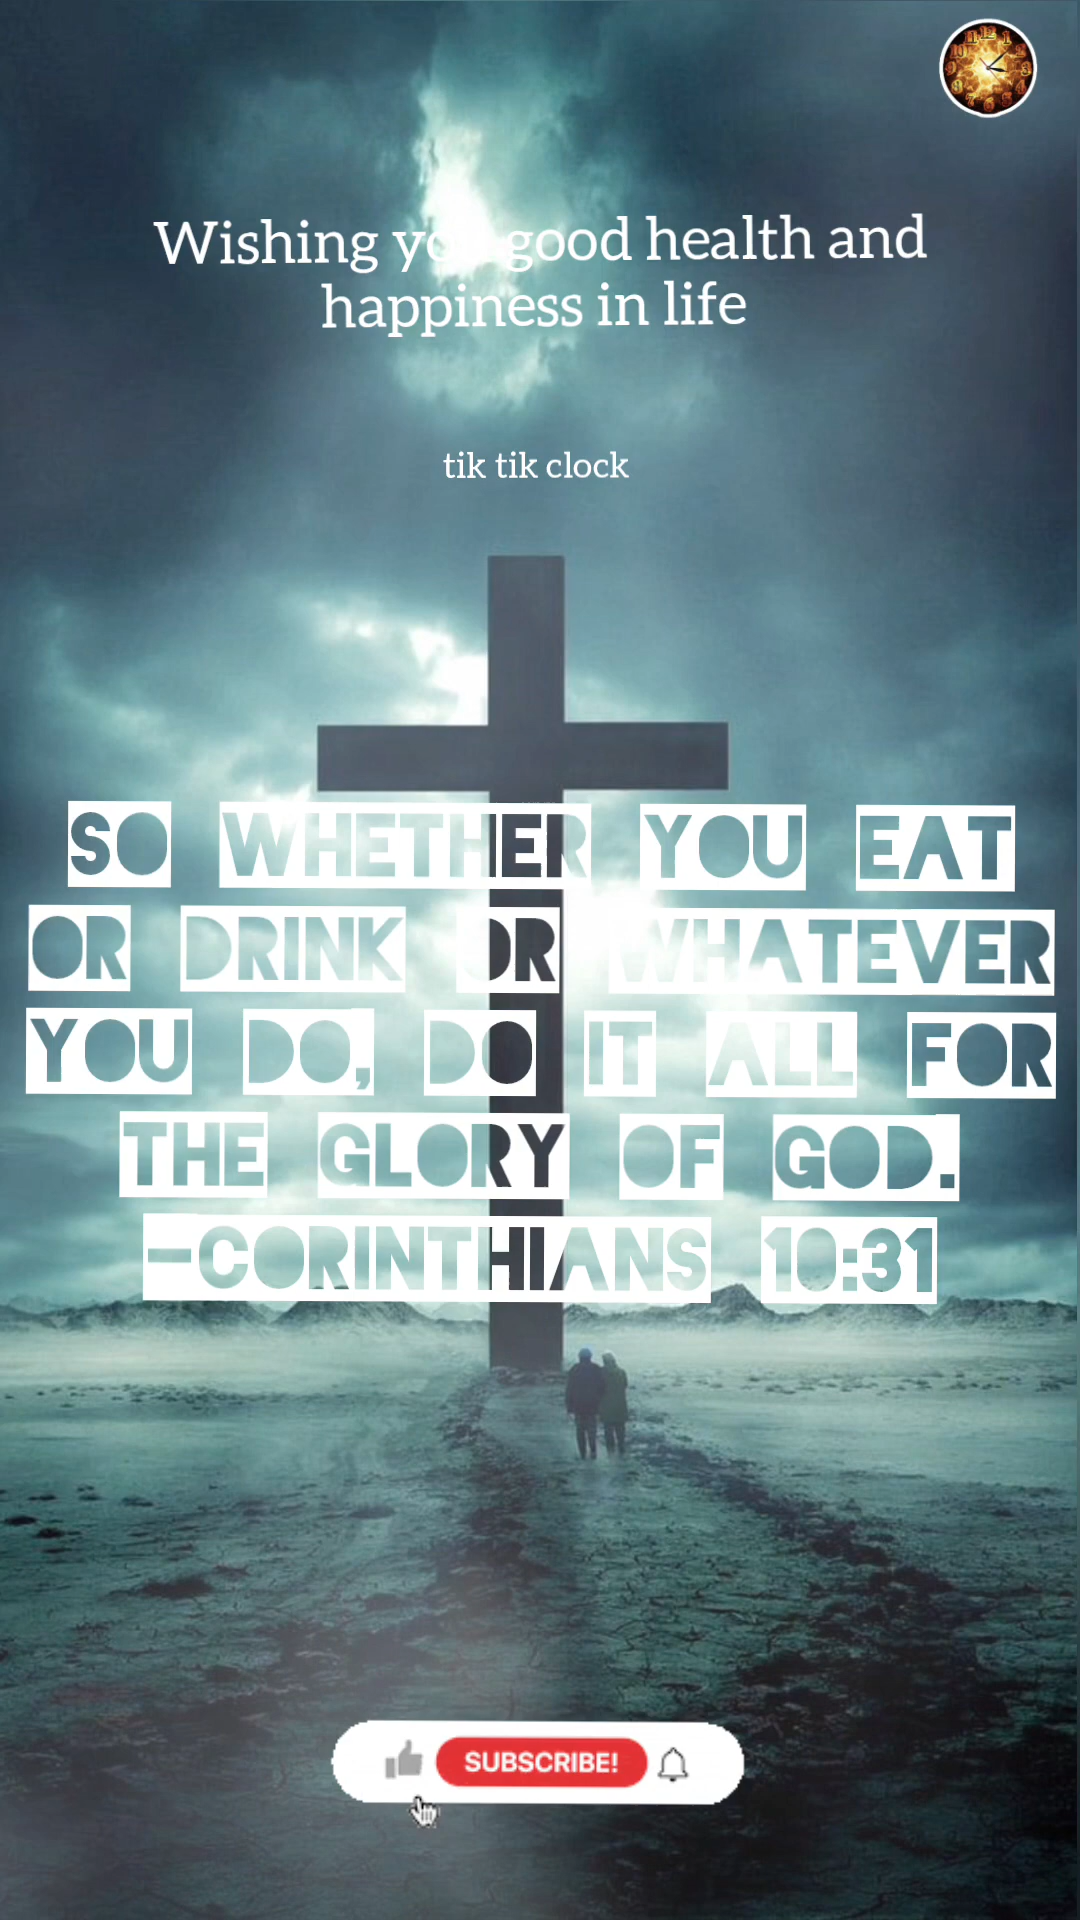 Wishing you good health and
happiness in life
tik tik clock
SO WHETHER YOU EAT
OR DRINK OR WHATEVER
YOU DO, DO IT ALL FOR
THE GLORY OF GOD.
-CORINTHIANS 10:31
SUBSCRIBE!